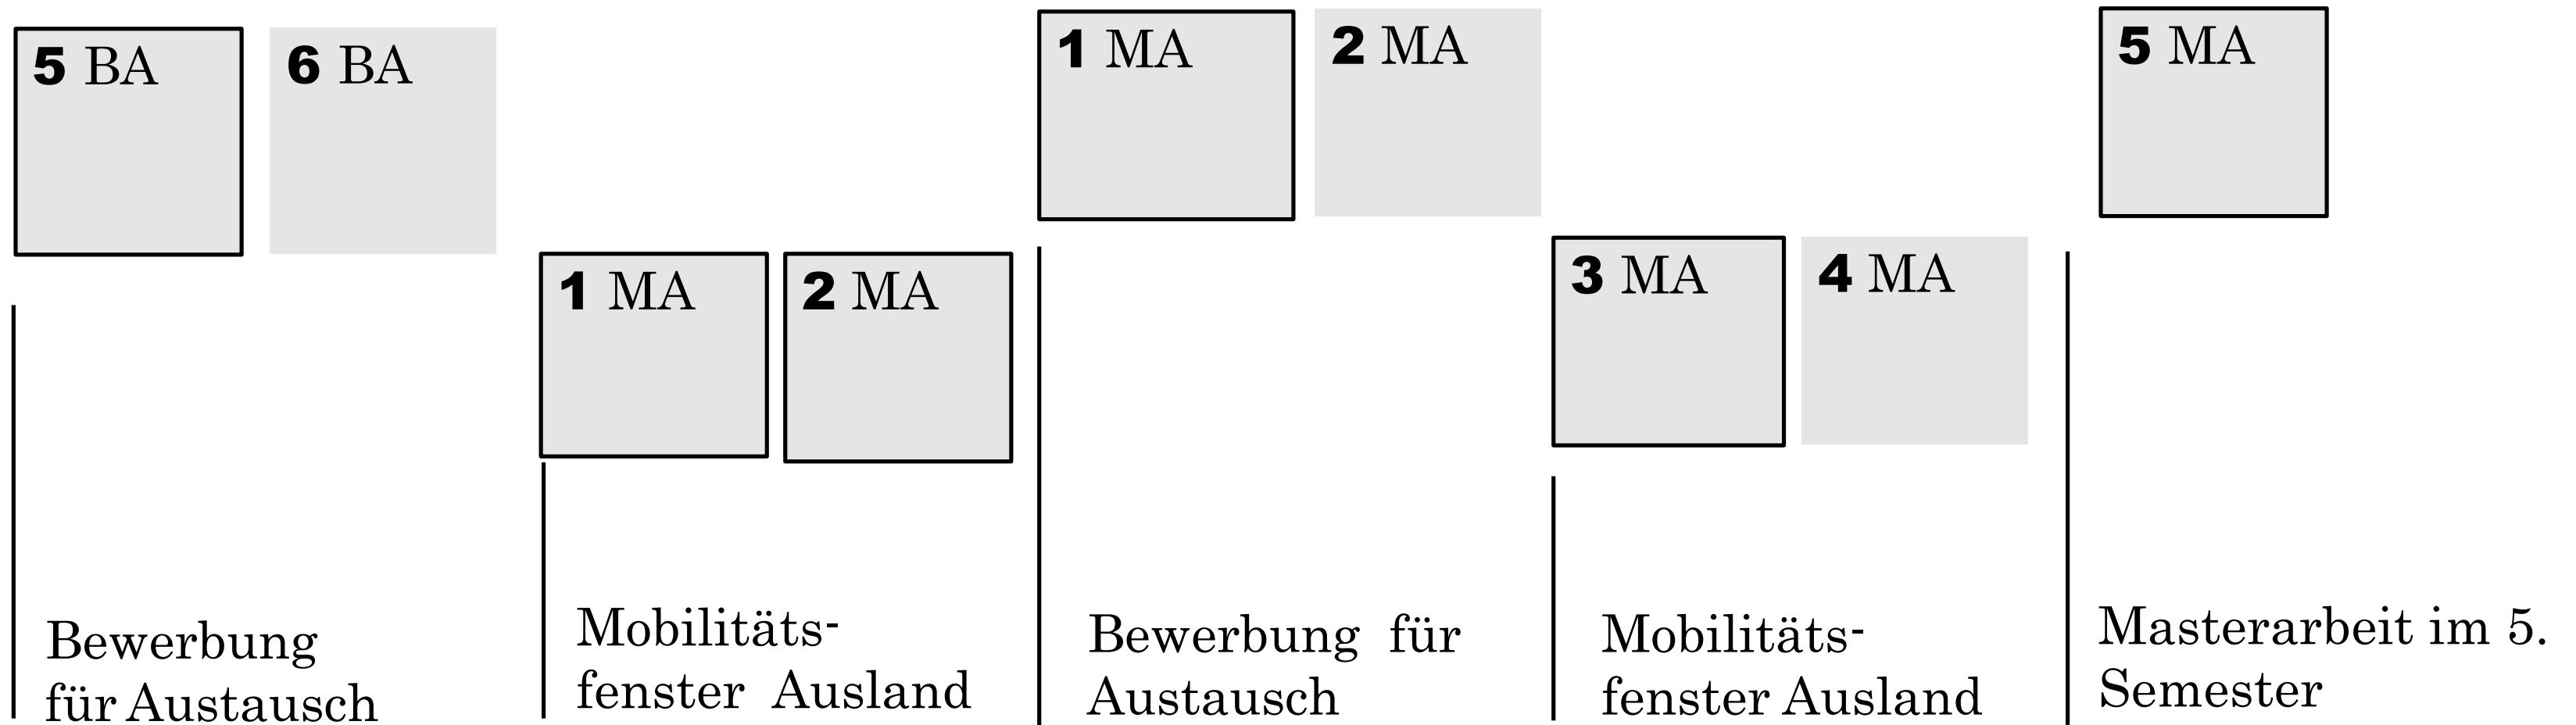 5 BA
6 BA
1 MA
2 MA
1 MA
2 MA
3 MA
4 MA
5 MA
Bewerbung
für Austausch
Mobilitäts-
fenster Ausland
Bewerbung für
Austausch
Mobilitäts-
fenster Ausland
Masterarbeit im 5.
Semester